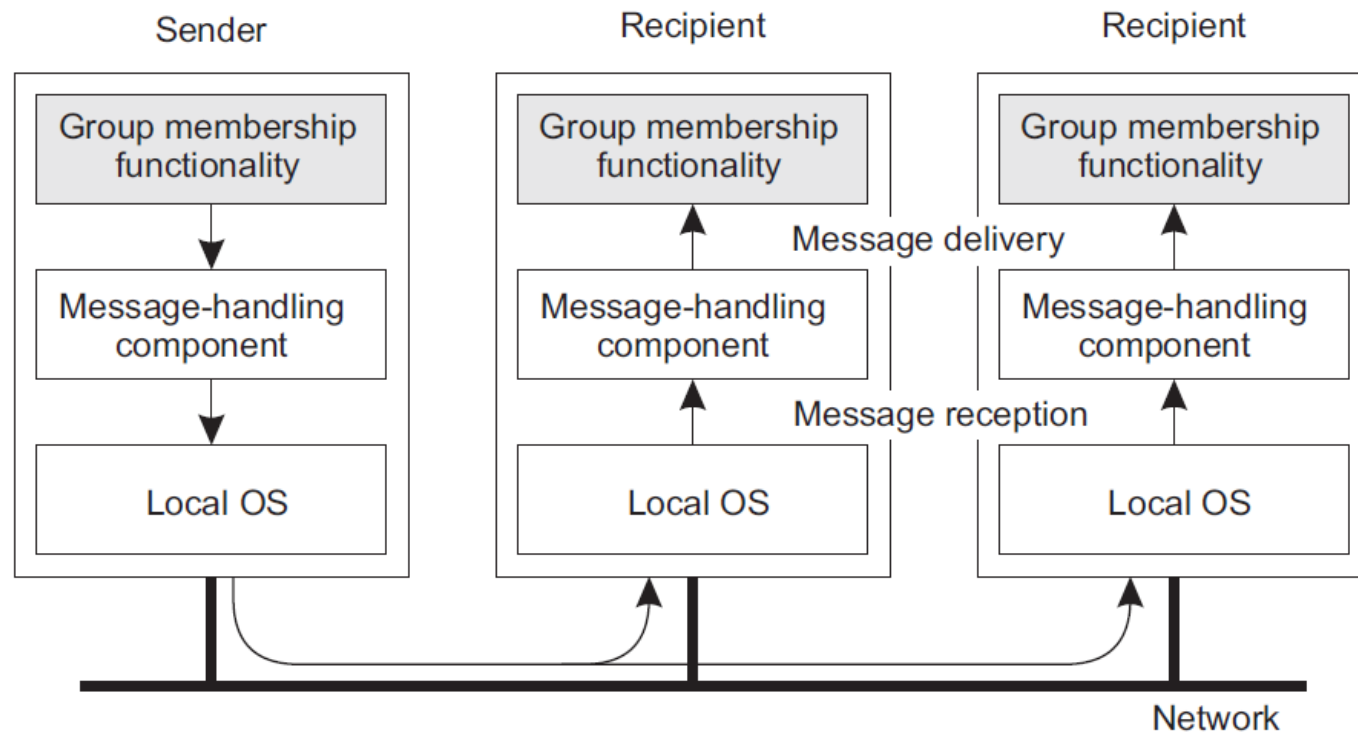 Sender
Recipient
Recipient
Group membership
functionality
Group membership
functionality
Group membership
functionality
Message delivery
Message-handling
component
Message-handling
component
Message-handling
component
Message reception
Local OS
Local OS
Local OS
Network